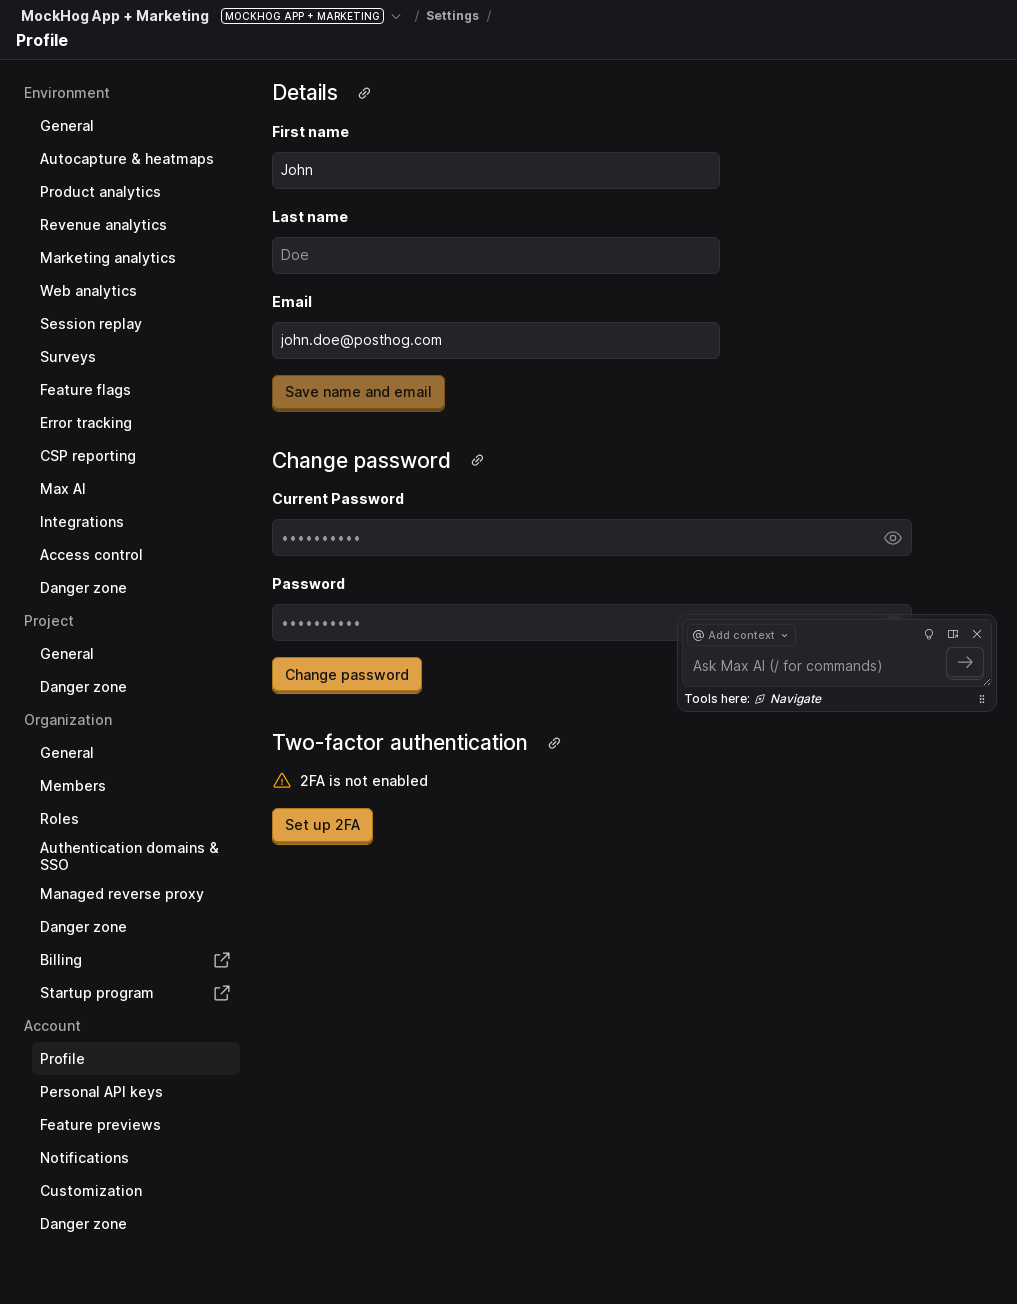 MockHog App + Marketing MOCKHOG APP + MARKETING / Settings /
Profile
Environment
General
Autocapture & heatmaps
Product analytics
Revenue analytics
Marketing analytics
Web analytics
Session replay
Surveys
Feature flags
Error tracking
CSP reporting
Max AI
Integrations
Access control
Danger zone
Project
General
Danger zone
Organization
General
Members
Roles
Authentication domains &
SSO
Managed reverse proxy
Danger zone
Billing
Startup program
Account
Profile
Personal API keys
Feature previews
Notifications
Customization
Danger zone
Details
First name
John
Last name
Doe
Email
john.doe@posthog.com
Save name and email
Change password
Current Password
••••••••••
Password
••••••••••
Change password
Two-factor authentication
2FA is not enabled
Set up 2FA
@ Add context
Ask Max AI (/ for commands)
Tools here: Navigate